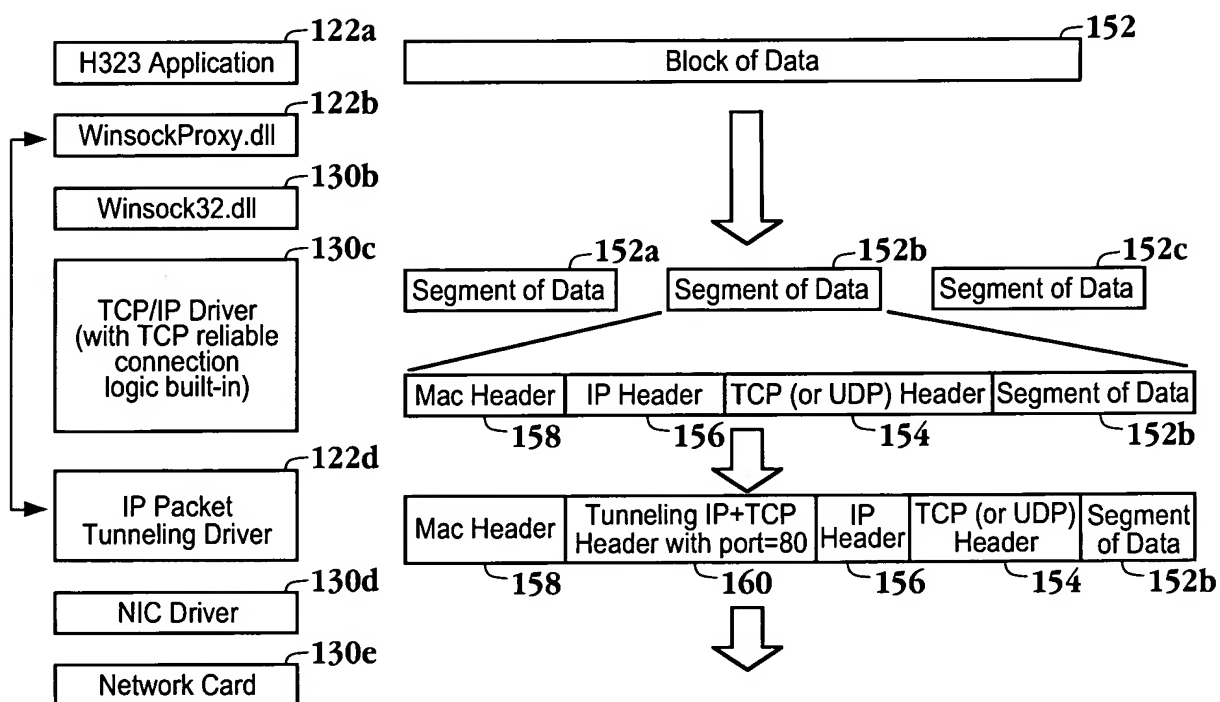 122a
H323 Application
122b
WinsockProxy.dll
130b
Winsock32.dll
130c
TCP/IP Driver
(with TCP reliable
connection
logic built-in)
122d
IP Packet
Tunneling Driver
130d
NIC Driver
130e
Network Card
152
Block of Data
152a
152b
152c
Segment of Data
Segment of Data
Segment of Data
Mac Header
IP Header
TCP (or UDP) Header
Segment of Data
158
156
154
152b
Mac Header
Tunneling IP+TCP
Header with port=80
IP
Header
TCP (or UDP)
Header
Segment
of Data
158
160
156
154
152b